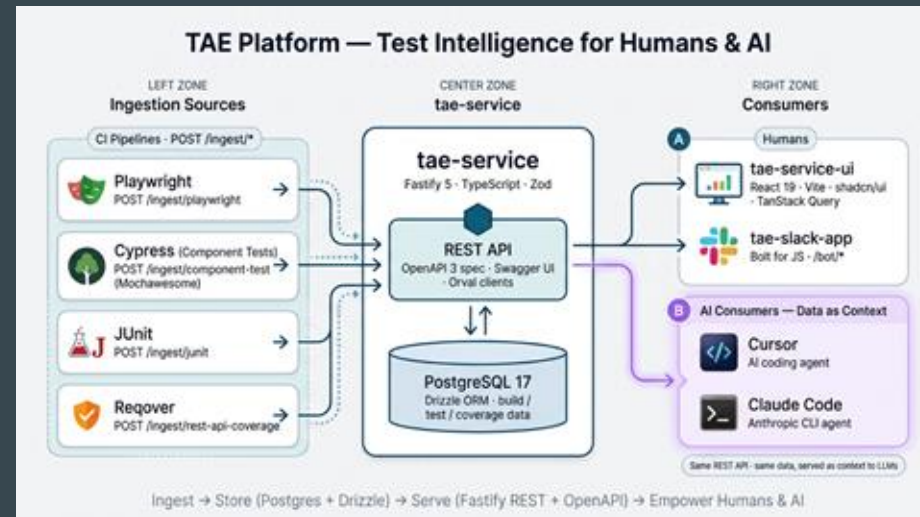 TAE Platform — Test Intelligence for Humans & AI
LEFT ZONE
Ingestion Sources
CI Pipelines · POST /ingest/*
Playwright
POST /ingest/playwright
Cypress (Component Tests)
POST /ingest/component-test
(Mochawesome)
JUnit
POST /ingest/junit
Reqover
POST /ingest/rest-api-coverage
CENTER ZONE
tae-service
tae-service
Fastify 5 · TypeScript · Zod
REST API
OpenAPI 3 spec · Swagger UI
· Orval clients
PostgreSQL 17
Drizzle ORM · build /
test / coverage data
RIGHT ZONE
Consumers
A
Humans
tae-service-ui
React 19 · Vite · shadcn/ui
· TanStack Query
tae-slack-app
Bolt for JS · /bot/*
B
AI Consumers — Data as Context
Cursor
AI coding agent
Claude Code
Anthropic CLI agent
Same REST API · same data, served as context to LLMs
Ingest → Store (Postgres + Drizzle) → Serve (Fastify REST + OpenAPI) → Empower Humans & AI